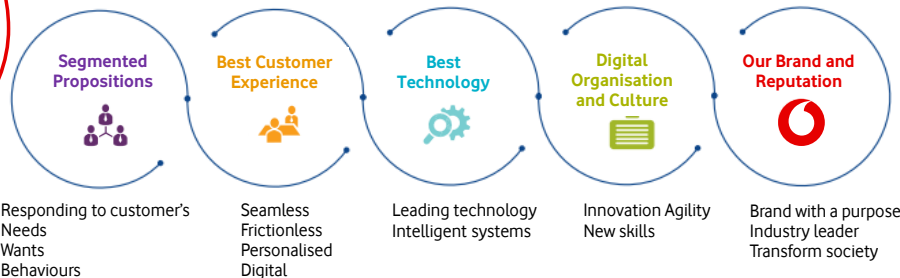 Segmented
Propositions
Best Customer
Experience
Best
Technology
Digital
Organisation
and Culture
Our Brand and
Reputation
Responding to customer's
Needs
Wants
Behaviours
Seamless
Frictionless
Personalised
Digital
Leading technology
Intelligent systems
Innovation Agility
New skills
Brand with a purpose
Industry leader
Transform society